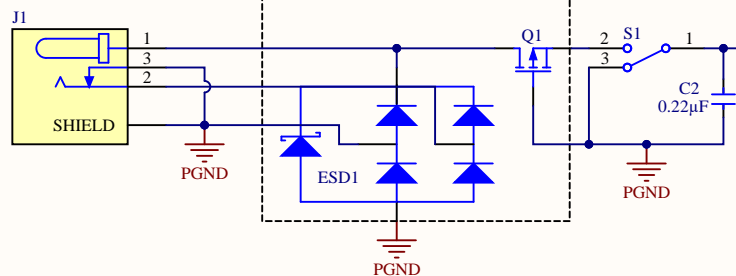 J1
1
3
2
SHIELD
PGND
ESD1
PGND
Q1
2
3
S1
1
C2
0.22µF
PGND